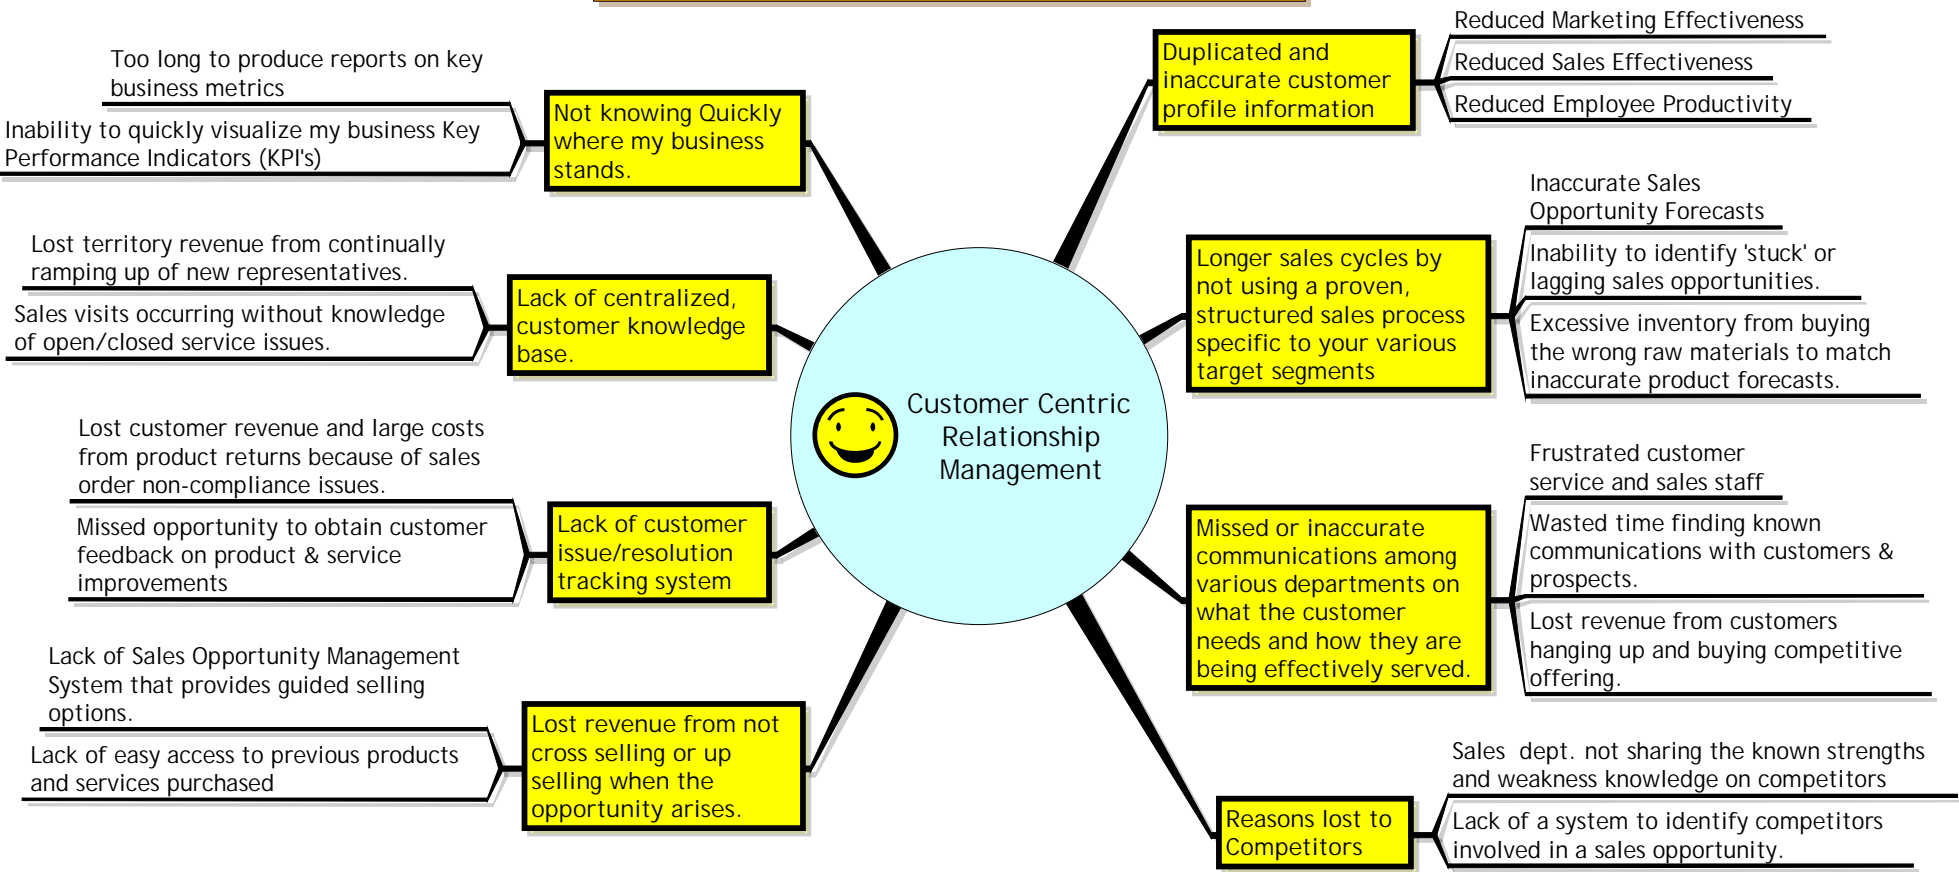 Too long to produce reports on key
business metrics
Inability to quickly visualize my business Key
Performance Indicators (KPI's)
Not knowing Quickly
where my business
stands.
Lost territory revenue from continually
ramping up of new representatives.
Sales visits occurring without knowledge
of open/closed service issues.
Lack of centralized,
customer knowledge
base.
Lost customer revenue and large costs
from product returns because of sales
order non-compliance issues.
Missed opportunity to obtain customer
feedback on product & service
improvements
Lack of customer
issue/resolution
tracking system
Lack of Sales Opportunity Management
System that provides guided selling
options.
Lack of easy access to previous products
and services purchased
Lost revenue from not
cross selling or up
selling when the
opportunity arises.
Customer Centric
Relationship
Management
Duplicated and
inaccurate customer
profile information
Reduced Marketing Effectiveness
Reduced Sales Effectiveness
Reduced Employee Productivity
Longer sales cycles by
not using a proven,
structured sales process
specific to your various
target segments
Inaccurate Sales
Opportunity Forecasts
Inability to identify 'stuck' or
lagging sales opportunities.
Excessive inventory from buying
the wrong raw materials to match
inaccurate product forecasts.
Missed or inaccurate
communications among
various departments on
what the customer
needs and how they are
being effectively served.
Frustrated customer
service and sales staff
Wasted time finding known
communications with customers &
prospects.
Lost revenue from customers
hanging up and buying competitive
offering.
Reasons lost to
Competitors
Sales dept. not sharing the known strengths
and weakness knowledge on competitors
Lack of a system to identify competitors
involved in a sales opportunity.